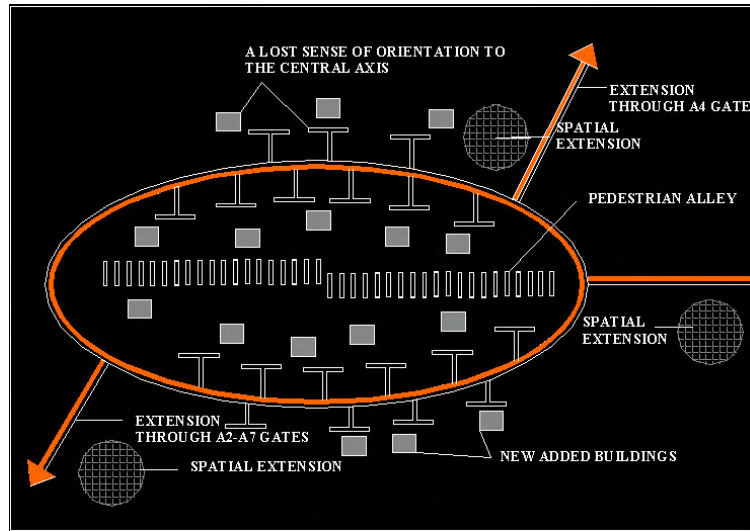 A LOST SENSE OF ORIENTATION TO
THE CENTRAL AXIS
EXTENSION
THROUGH A4 GATE
SPATIAL
EXTENSION
PEDESTRIAN ALLEY
SPATIAL
EXTENSION
EXTENSION
THROUGH A2-A7 GATES
SPATIAL EXTENSION
NEW ADDED BUILDINGS